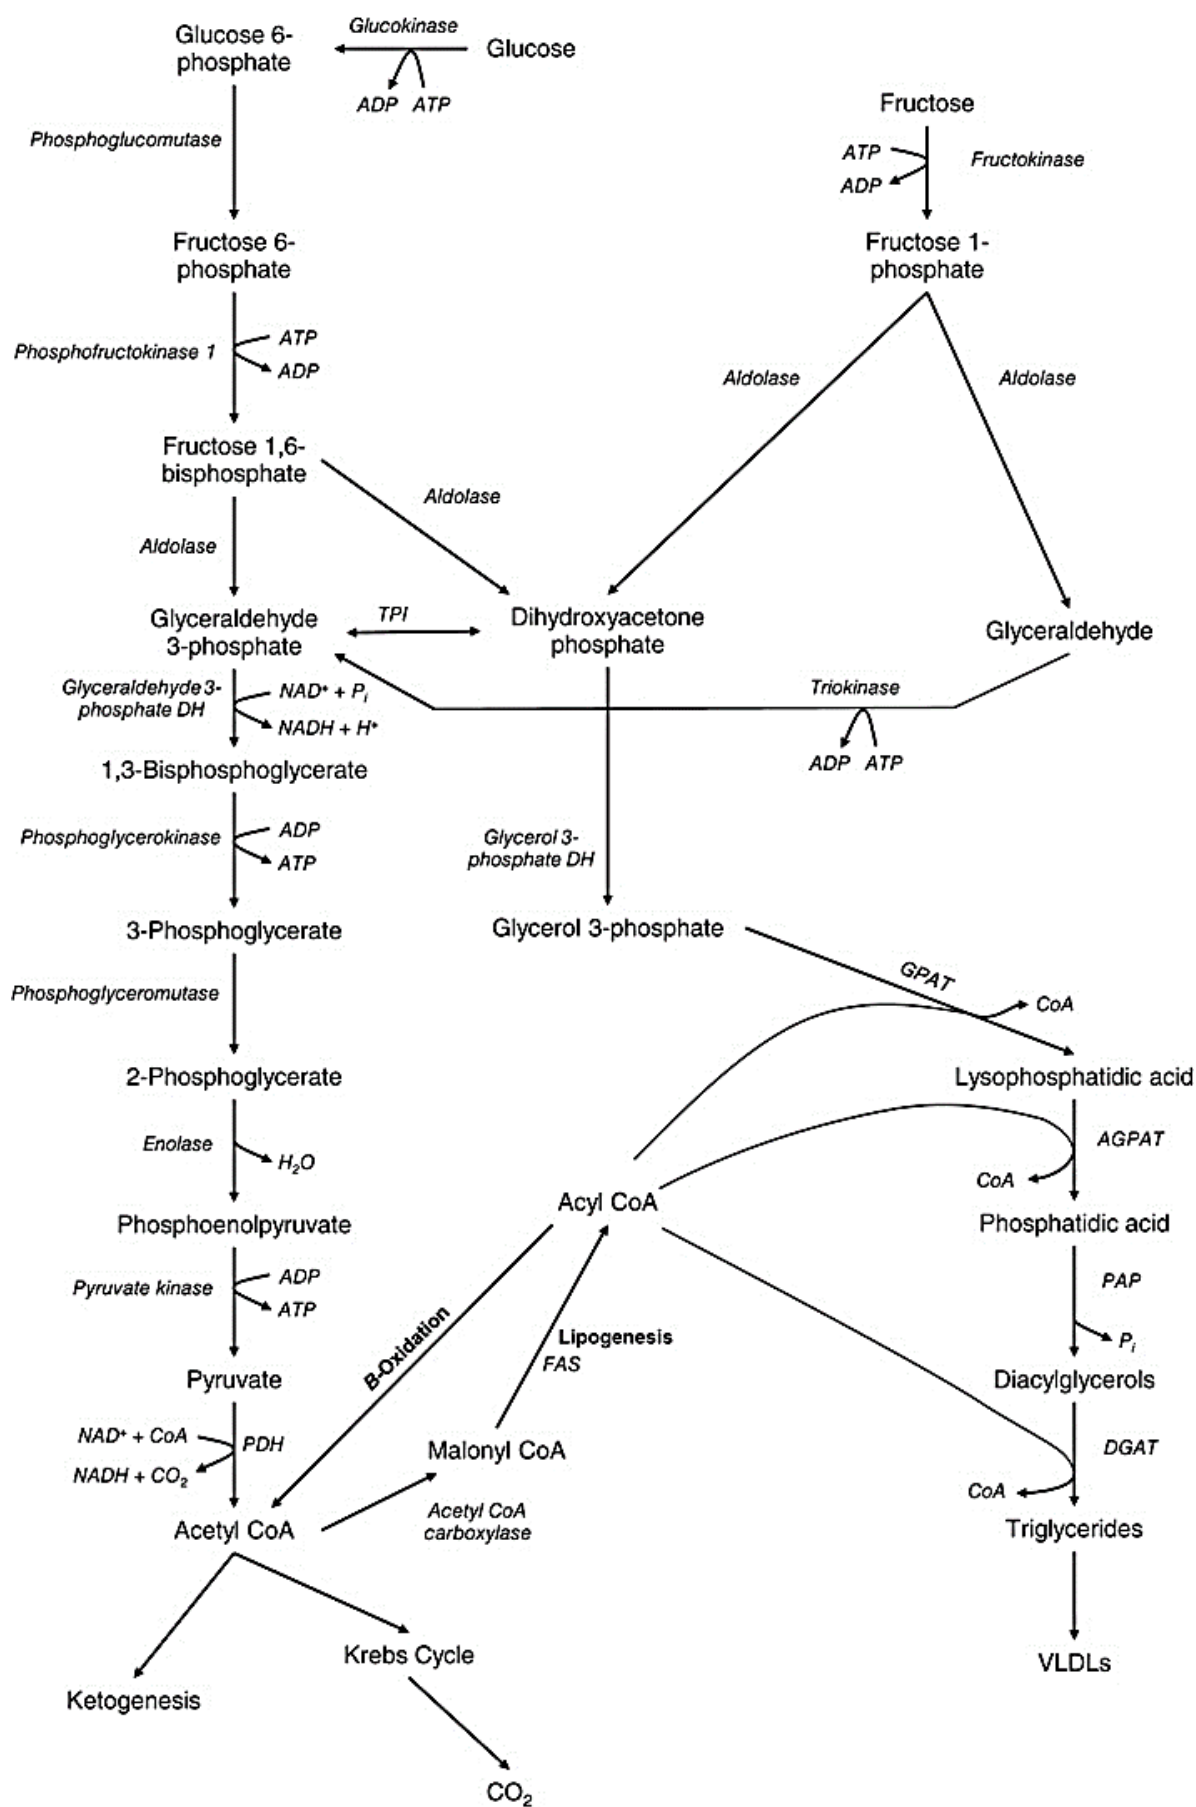 Glucose 6-
phosphate
Glucokinase
Glucose
ADP ATP
Phosphoglucomutase
Fructose
ATP
ADP
Fructokinase
Fructose 6-
phosphate
Fructose 1-
phosphate
Phosphofructokinase 1
ATP
ADP
Aldolase
Aldolase
Fructose 1,6-
bisphosphate
Aldolase
Aldolase
Glyceraldehyde
3-phosphate
TPI
Dihydroxyacetone
phosphate
Glyceraldehyde
Glyceraldehyde 3-
phosphate DH
NAD+ + Pi
NADH + H+
Triokinase
ADP ATP
1,3-Bisphosphoglycerate
Phosphoglycerokinase
ADP
ATP
Glycerol 3-
phosphate DH
3-Phosphoglycerate
Glycerol 3-phosphate
GPAT
CoA
Phosphoglyceromutase
2-Phosphoglycerate
Lysophosphatidic acid
Enolase
H2O
AGPAT
CoA
Acyl CoA
Phosphoenolpyruvate
Phosphatidic acid
Pyruvate kinase
ADP
ATP
PAP
Pi
B-Oxidation
Lipogenesis
FAS
Pyruvate
Diacylglycerols
NAD+ + CoA
NADH + CO2
PDH
Malonyl CoA
DGAT
CoA
Acetyl CoA
Acetyl CoA
carboxylase
Triglycerides
Krebs Cycle
VLDLs
Ketogenesis
CO2